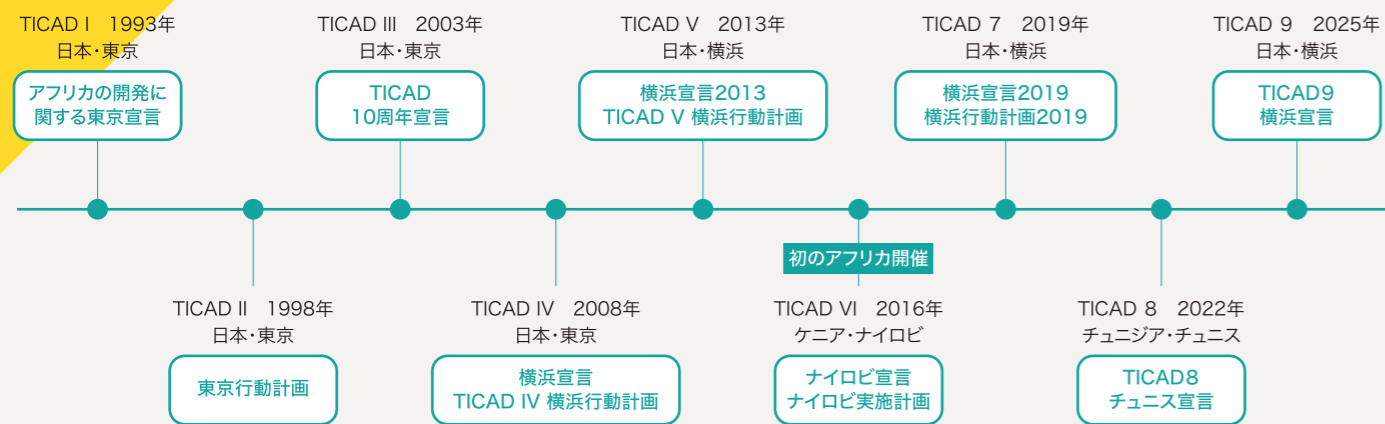 TICAD I　1993年
日本・東京
アフリカの開発に
関する東京宣言
TICAD II　1998年
日本・東京
東京行動計画
TICAD III　2003年
日本・東京
TICAD
10周年宣言
TICAD IV　2008年
日本・東京
横浜宣言
TICAD IV 横浜行動計画
TICAD V　2013年
日本・横浜
横浜宣言2013
TICAD V 横浜行動計画
初のアフリカ開催
TICAD VI　2016年
ケニア・ナイロビ
ナイロビ宣言
ナイロビ実施計画
TICAD 7　2019年
日本・横浜
横浜宣言2019
横浜行動計画2019
TICAD 8　2022年
チュニジア・チュニス
TICAD8
チュニス宣言
TICAD 9　2025年
日本・横浜
TICAD9
横浜宣言